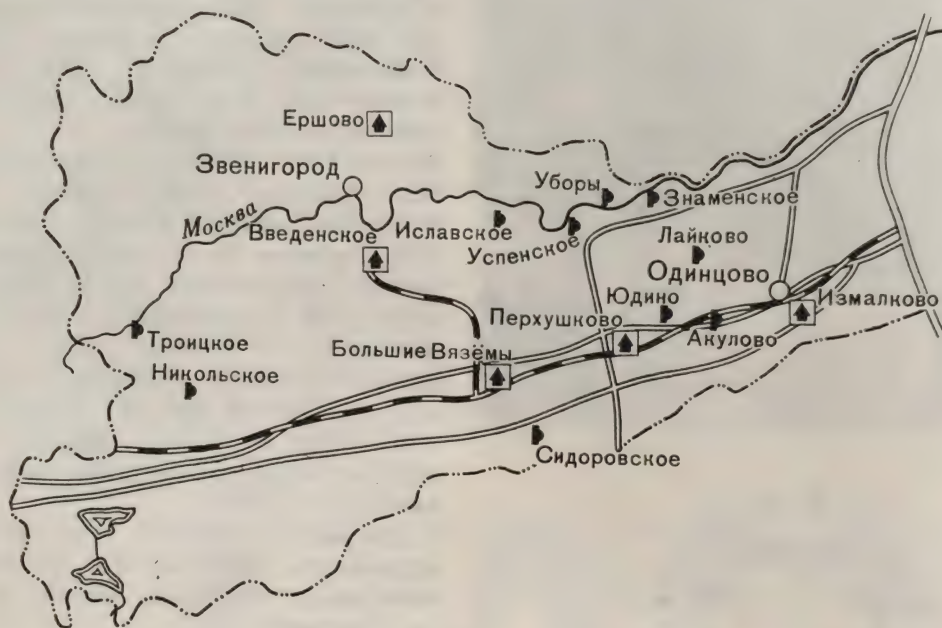 Ершово
Звенигород
Уборы
Знаменское
Москва
Введенское
Иславское
Успенское
Лайково
Одинцово
Юдино
Измалково
Перхушково
Акулово
Троицкое
Большие Вязёмы
Никольское
Сидоровское